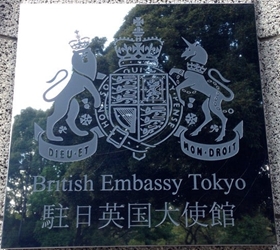 DIEU·ET
MON·DROIT
British Embassy Tokyo
駐日英国大使館